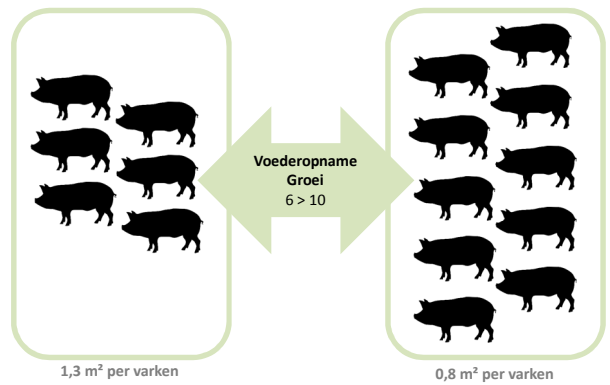 Voederopname
Groei
6 > 10
1,3 m² per varken
0,8 m² per varken